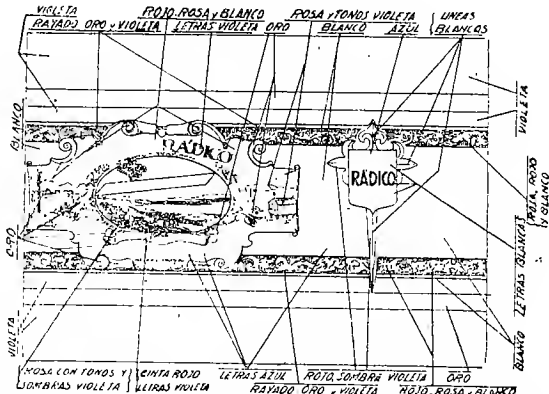 VIOLETA
RAYADO ORO Y VIOLETA
ROJO, ROSA Y BLANCO
LETRAS VIOLETA
ORO
ROSA Y TONOS VIOLETA
BLANCO
AZUL
LINEAS
BLANCAS
BLANCO
ORO
VIOLETA
RADICO
RADICO
VIOLETA
ROSA, ROJO
Y BLANCO
LETRAS BLANCAS
BLANCO
ROSA CON TONOS Y
SOMBRAS VIOLETA
CINTA ROJO
LETRAS VIOLETA
LETRAS AZUL
RAYADO ORO Y VIOLETA
ROJO, SOMBRA VIOLETA
ORO
ROJO, ROSA Y BLANCO